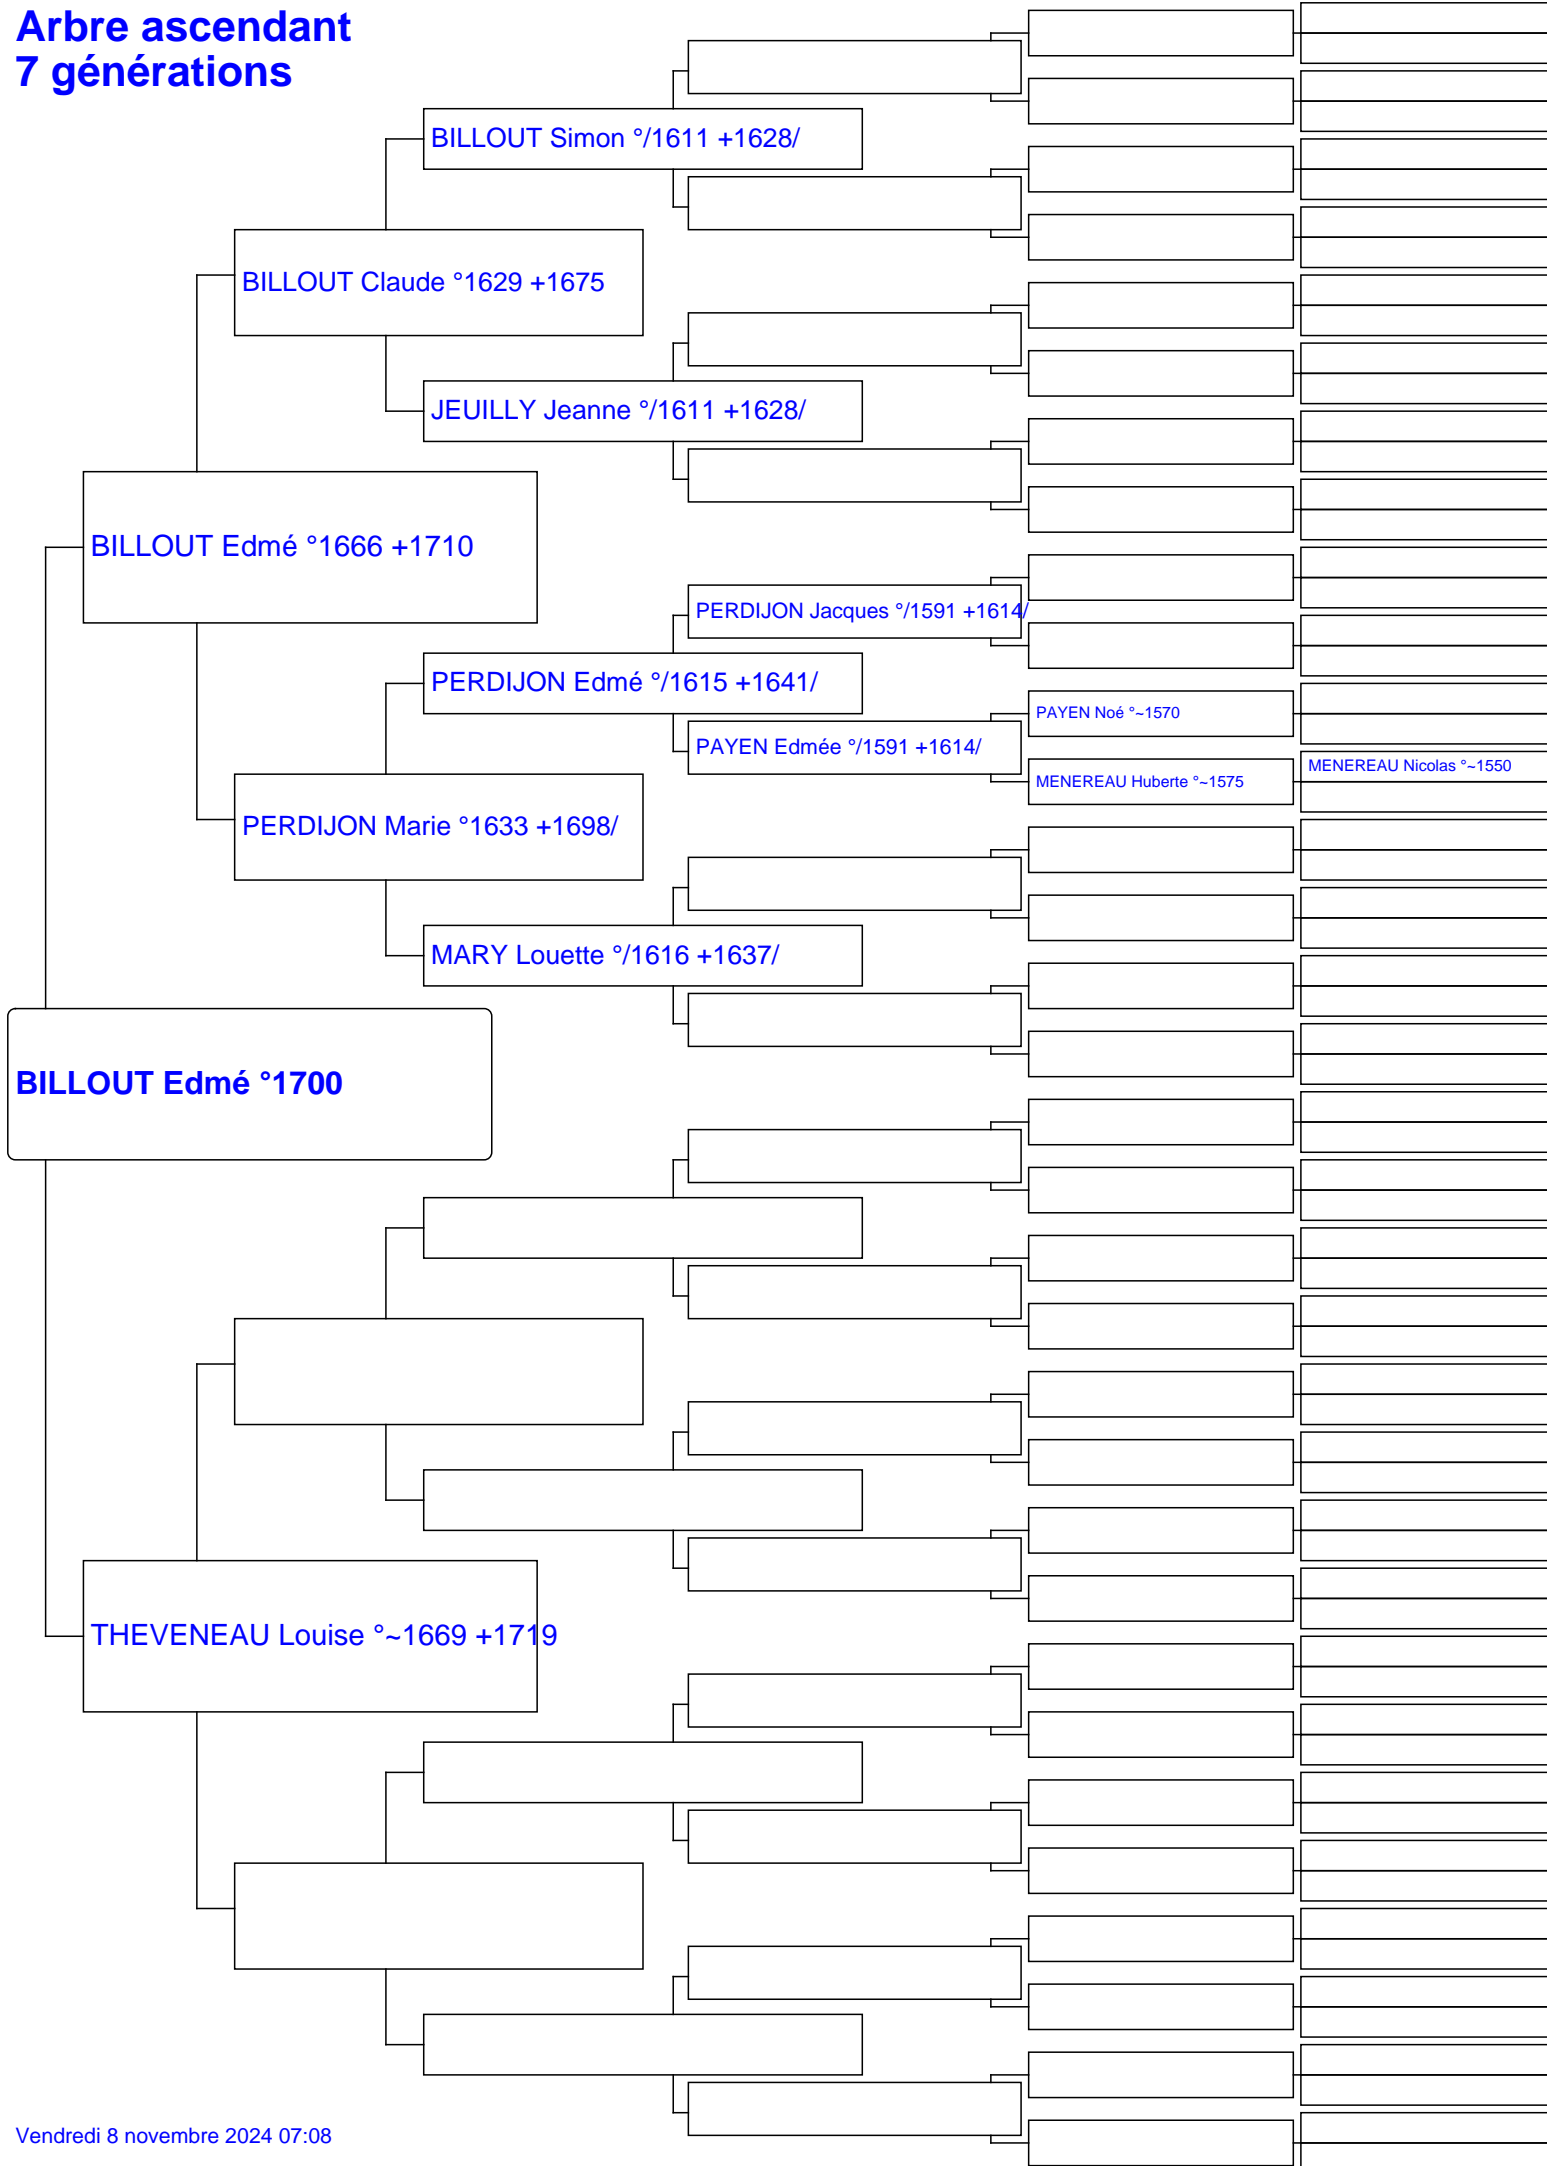 Arbre ascendant
7 générations
BILLOUT Simon °/1611 +1628/
BILLOUT Claude °1629 +1675
JEUILLY Jeanne °/1611 +1628/
BILLOUT Edmé °1666 +1710
PERDIJON Jacques °/1591 +1614/
PERDIJON Edmé °/1615 +1641/
PAYEN Noé °~1570
PAYEN Edmée °/1591 +1614/
MENEREAU Nicolas °~1550
MENEREAU Huberte °~1575
PERDIJON Marie °1633 +1698/
MARY Louette °/1616 +1637/
BILLOUT Edmé °1700
THEVENEAU Louise °~1669 +1719
Vendredi 8 novembre 2024 07:08